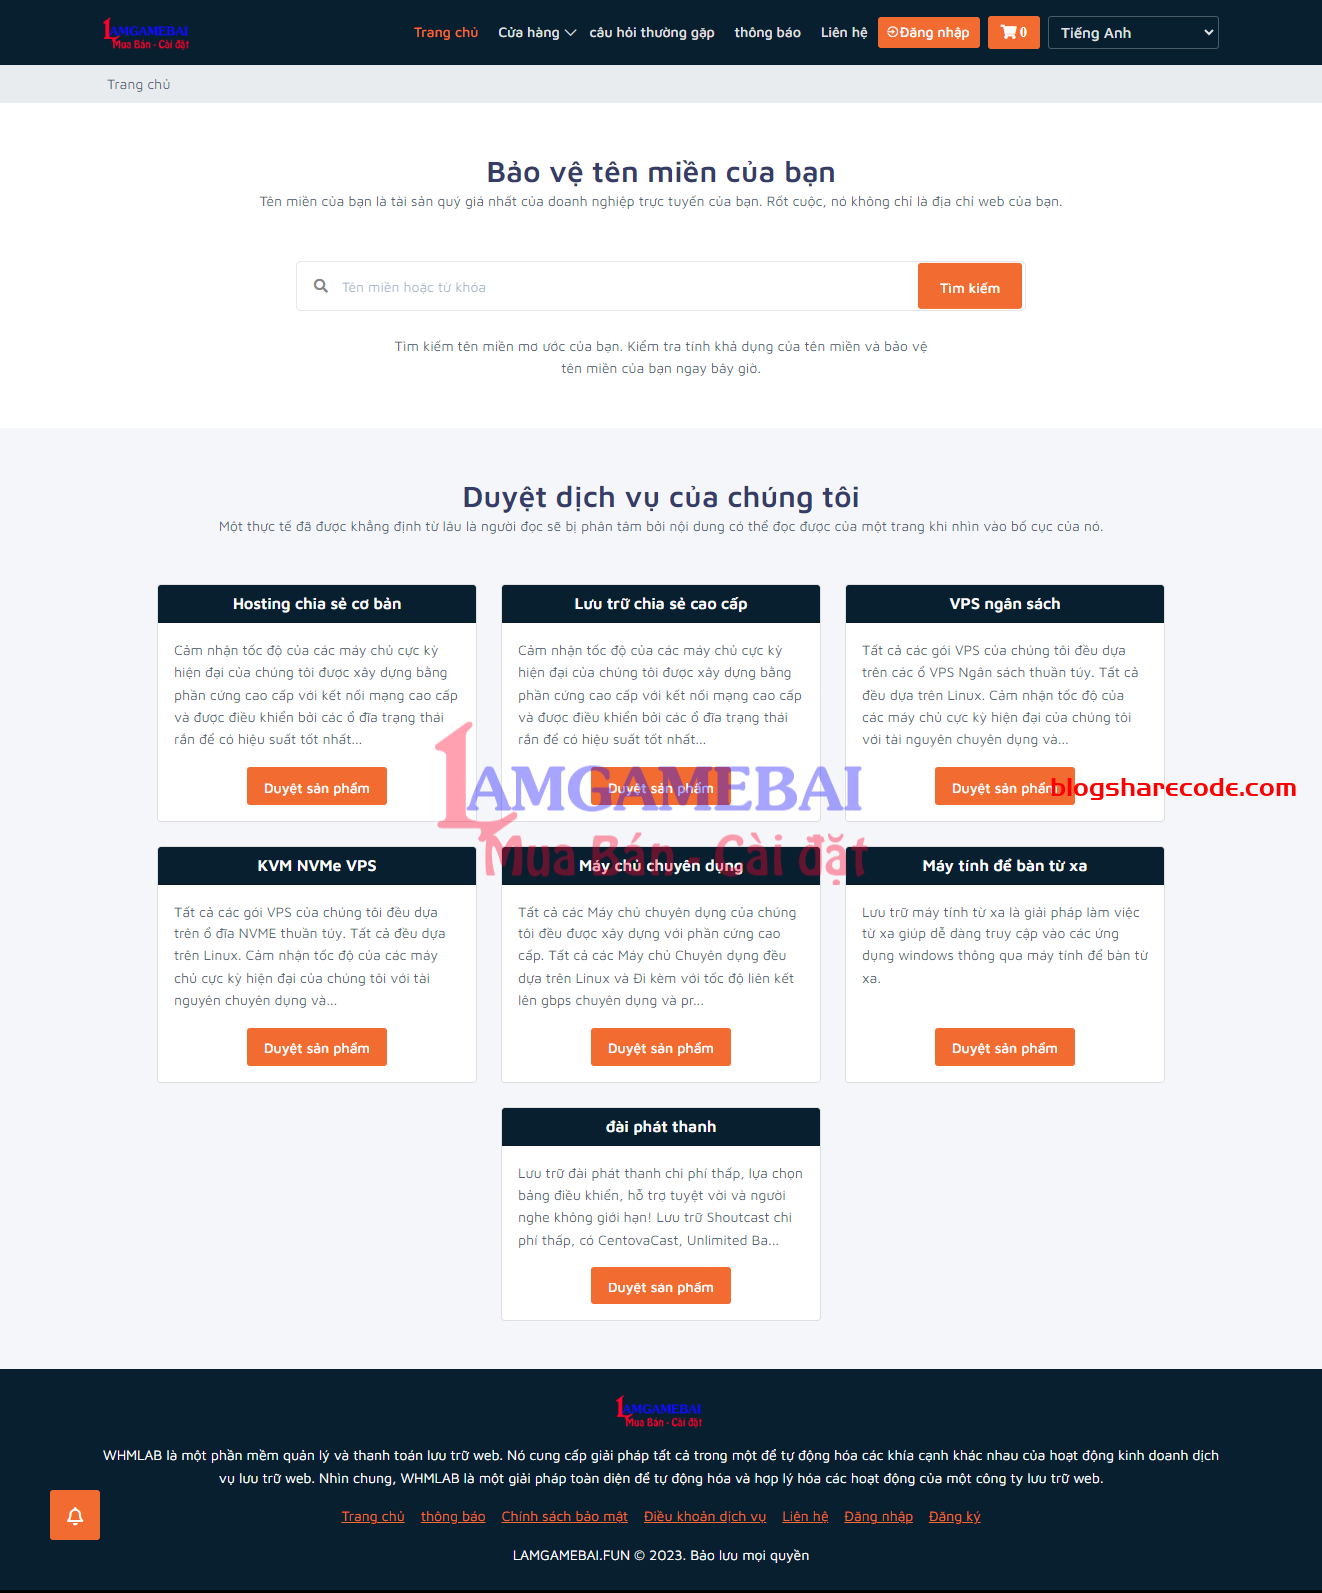 LAMGAMEBAI
Mua Bán - Cài đặt
Trang chủ
Cửa hàng
câu hỏi thường gặp
thông báo
Liên hệ
Đăng nhập
0
Tiếng Anh
Trang chủ
Bảo vệ tên miền của bạn
Tên miền của bạn là tài sản quý giá nhất của doanh nghiệp trực tuyến của bạn. Rốt cuộc, nó không chỉ là địa chỉ web của bạn.
Tên miền hoặc từ khóa
Tìm kiếm
Tìm kiếm tên miền mơ ước của bạn. Kiểm tra tính khả dụng của tên miền và bảo vệ
tên miền của bạn ngay bây giờ.
Duyệt dịch vụ của chúng tôi
Một thực tế đã được khẳng định từ lâu là người đọc sẽ bị phân tâm bởi nội dung có thể đọc được của một trang khi nhìn vào bố cục của nó.
Hosting chia sẻ cơ bản
Cảm nhận tốc độ của các máy chủ cực kỳ
hiện đại của chúng tôi được xây dựng bằng
phần cứng cao cấp với kết nối mạng cao cấp
và được điều khiển bởi các ổ đĩa trạng thái
rắn để có hiệu suất tốt nhất...
Duyệt sản phẩm
Lưu trữ chia sẻ cao cấp
Cảm nhận tốc độ của các máy chủ cực kỳ
hiện đại của chúng tôi được xây dựng bằng
phần cứng cao cấp với kết nối mạng cao cấp
và được điều khiển bởi các ổ đĩa trạng thái
rắn để có hiệu suất tốt nhất...
Duyệt sản phẩm
VPS ngân sách
Tất cả các gói VPS của chúng tôi đều dựa
trên các ổ VPS Ngân sách thuần túy. Tất cả
đều dựa trên Linux. Cảm nhận tốc độ của
các máy chủ cực kỳ hiện đại của chúng tôi
với tài nguyên chuyên dụng và...
Duyệt sản phẩm
blogsharecode.com
LAMGAMEBAI
Mua Bán - Cài đặt
KVM NVMe VPS
Tất cả các gói VPS của chúng tôi đều dựa
trên ổ đĩa NVME thuần túy. Tất cả đều dựa
trên Linux. Cảm nhận tốc độ của các máy
chủ cực kỳ hiện đại của chúng tôi với tài
nguyên chuyên dụng và...
Duyệt sản phẩm
Máy chủ chuyên dụng
Tất cả các Máy chủ chuyên dụng của chúng
tôi đều được xây dựng với phần cứng cao
cấp. Tất cả các Máy chủ Chuyên dụng đều
dựa trên Linux và Đi kèm với tốc độ liên kết
lên gbps chuyên dụng và pr...
Duyệt sản phẩm
Máy tính để bàn từ xa
Lưu trữ máy tính từ xa là giải pháp làm việc
từ xa giúp dễ dàng truy cập vào các ứng
dụng windows thông qua máy tính để bàn từ
xa.
Duyệt sản phẩm
đài phát thanh
Lưu trữ đài phát thanh chi phí thấp, lựa chọn
bảng điều khiển, hỗ trợ tuyệt vời và người
nghe không giới hạn! Lưu trữ Shoutcast chi
phí thấp, có CentovaCast, Unlimited Ba...
Duyệt sản phẩm
LAMGAMEBAI
Mua Bán - Cài đặt
WHMLAB là một phần mềm quản lý và thanh toán lưu trữ web. Nó cung cấp giải pháp tất cả trong một để tự động hóa các khía cạnh khác nhau của hoạt động kinh doanh dịch
vụ lưu trữ web. Nhìn chung, WHMLAB là một giải pháp toàn diện để tự động hóa và hợp lý hóa các hoạt động của một công ty lưu trữ web.
Trang chủ
thông báo
Chính sách bảo mật
Điều khoản dịch vụ
Liên hệ
Đăng nhập
Đăng ký
LAMGAMEBAI.FUN © 2023. Bảo lưu mọi quyền